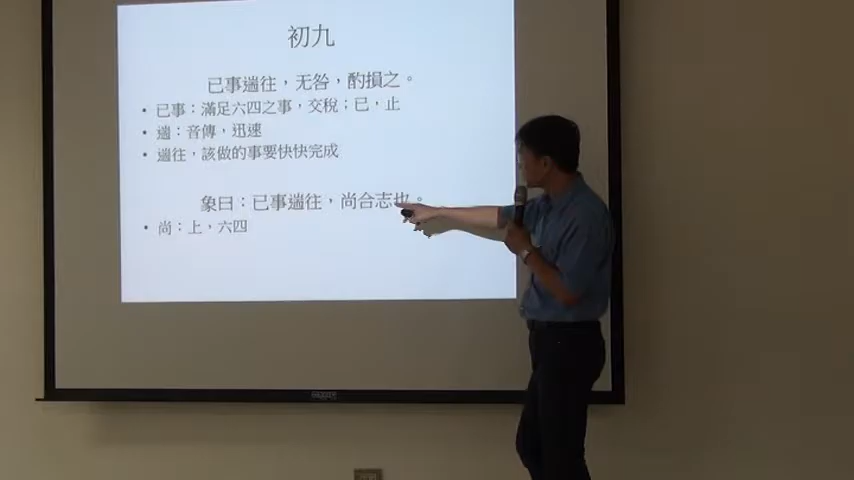 初九
已事遄往，无咎，酌損之。
• 已事：滿足六四之事，交稅；已，止
• 遄：音傳，迅速
• 遄往，該做的事要快快完成
象曰：已事遄往，尚合志也。
• 尚：上，六四